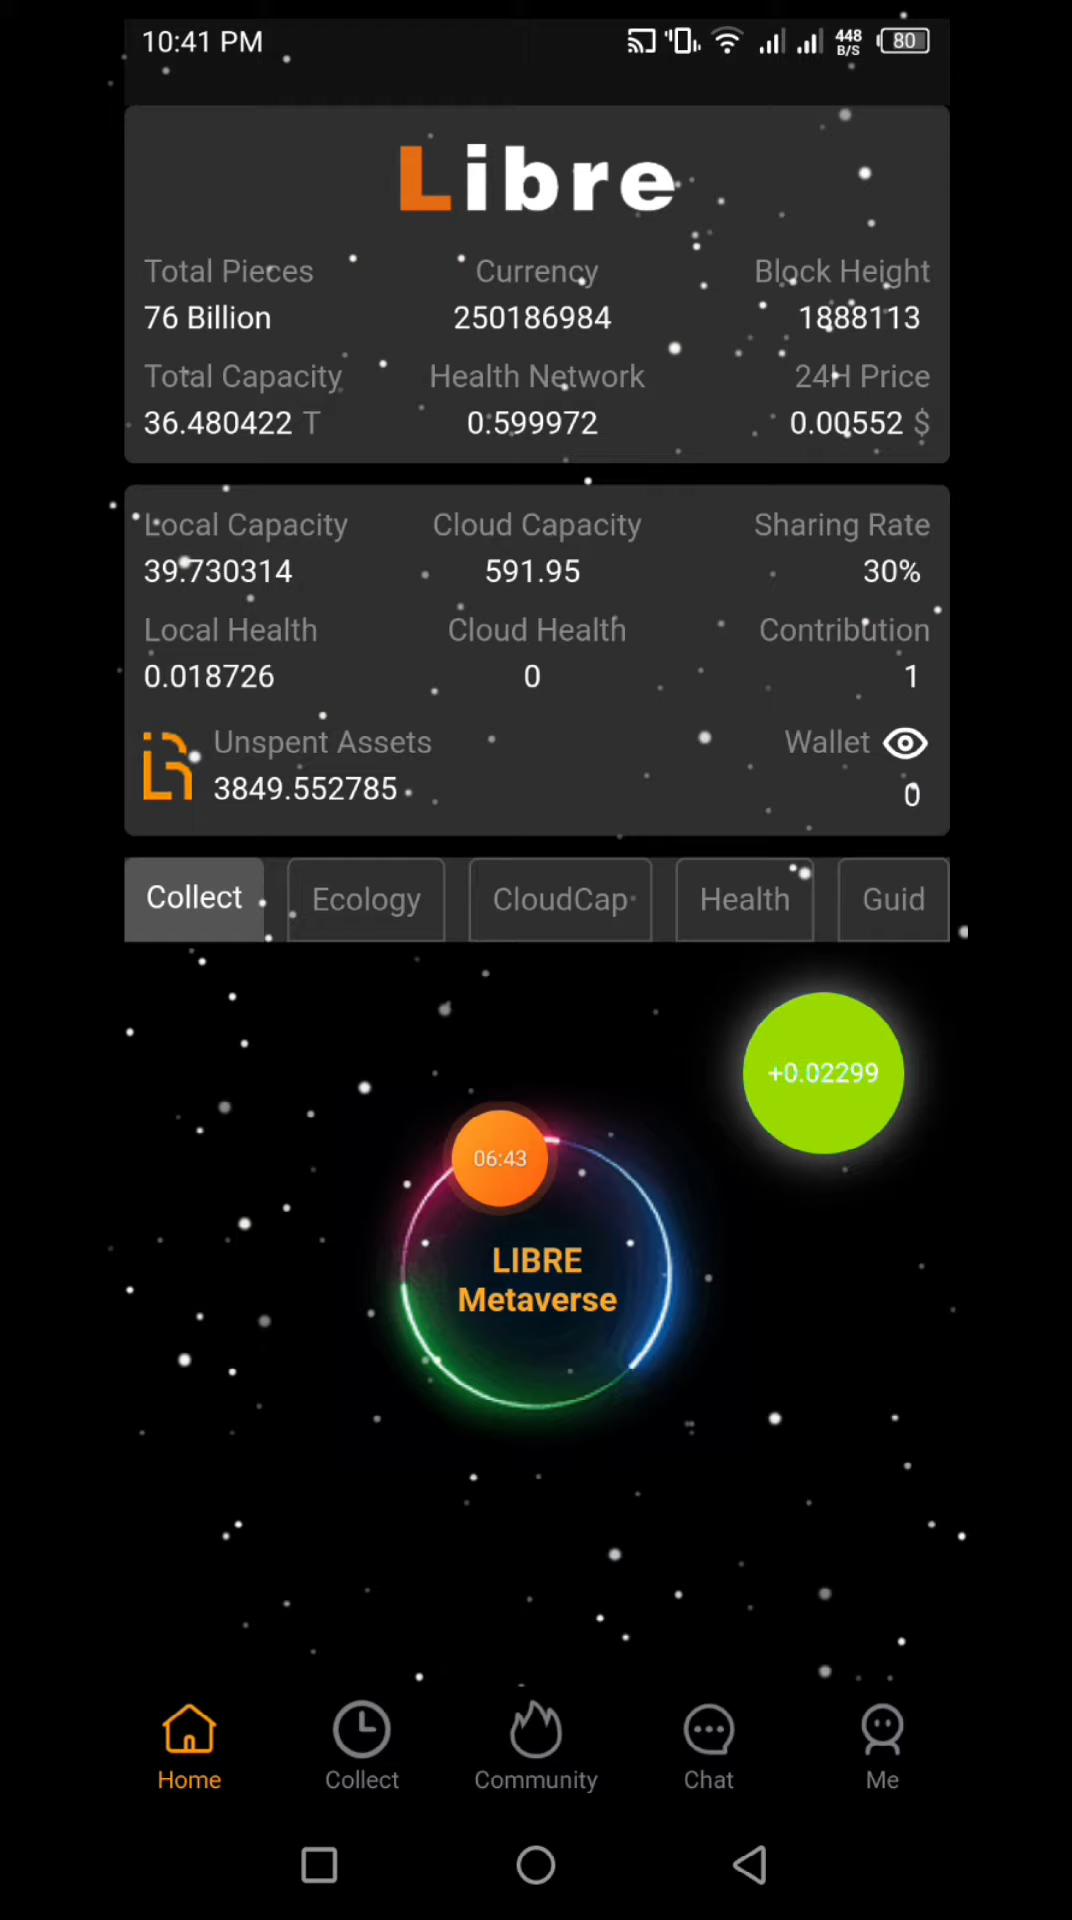 10:41 PM 448 B/S 80
Libre
Total Pieces Currency Block Height
76 Billion 250186984 1888113
Total Capacity Health Network 24H Price
36.480422 T 0.599972 0.00552 $
Local Capacity Cloud Capacity Sharing Rate
39.730314 591.95 30%
Local Health Cloud Health Contribution
0.018726 0 1
Unspent Assets Wallet
3849.552785 0
Collect Ecology CloudCap Health Guid
+0.02299
06:43
LIBRE
Metaverse
Home Collect Community Chat Me